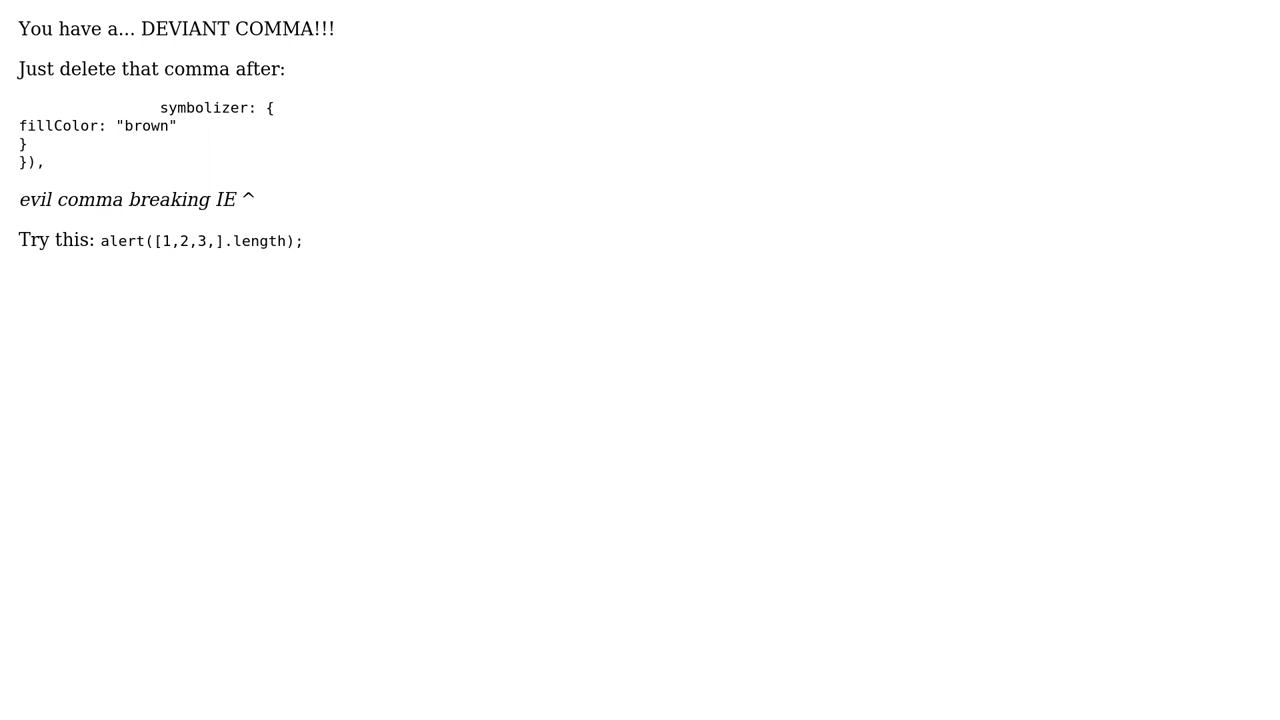 You have a... DEVIANT COMMA!!!
Just delete that comma after:
symbolizer: {
fillColor: "brown"
}
}),
evil comma breaking IE ^
Try this: alert([1,2,3,].length);